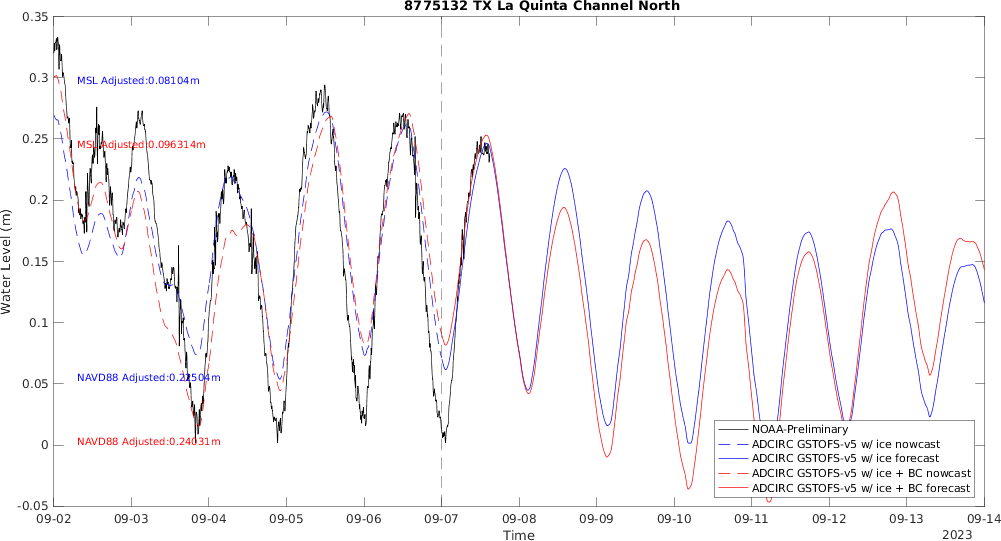 8775132 TX La Quinta Channel North
0.35
0.3
0.25
0.2
0.15
0.1
0.05
0
-0.05
Water Level (m)
MSL Adjusted:0.08104m
MSL Adjusted:0.096314m
NAVD88 Adjusted:0.22504m
NAVD88 Adjusted:0.24031m
NOAA-Preliminary
ADCIRC GSTOFS-v5 w/ ice nowcast
ADCIRC GSTOFS-v5 w/ ice forecast
ADCIRC GSTOFS-v5 w/ ice + BC nowcast
ADCIRC GSTOFS-v5 w/ ice + BC forecast
09-02 09-03 09-04 09-05 09-06 09-07 09-08 09-09 09-10 09-11 09-12 09-13 09-14
Time
2023